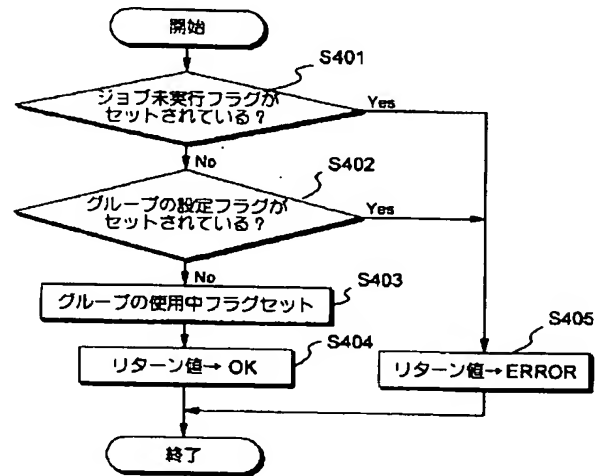 開始
S401
ジョブ未実行フラグが
セットされている?
Yes
No
S402
グループの設定フラグが
セットされている?
Yes
No
S403
グループの使用中フラグセット
S404
リターン値→ OK
S405
リターン値→ ERROR
終了